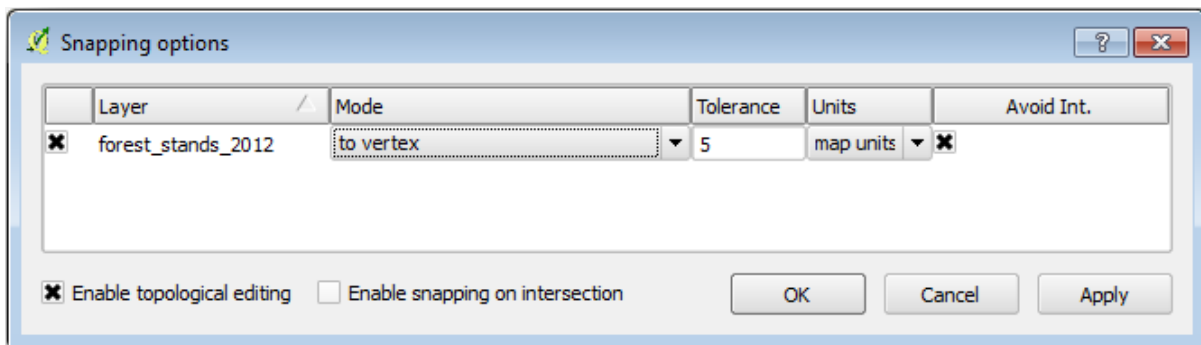 Snapping options
Layer Mode Tolerance Units Avoid Int.
forest_stands_2012 to vertex 5 map units
Enable topological editing Enable snapping on intersection OK Cancel Apply